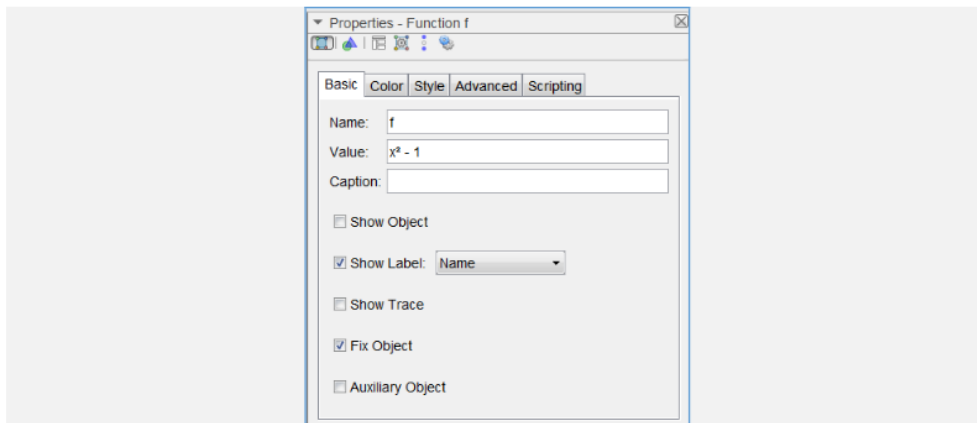 Properties - Function f
Basic Color Style Advanced Scripting
Name: f
Value: x² - 1
Caption:
Show Object
Show Label: Name
Show Trace
Fix Object
Auxiliary Object